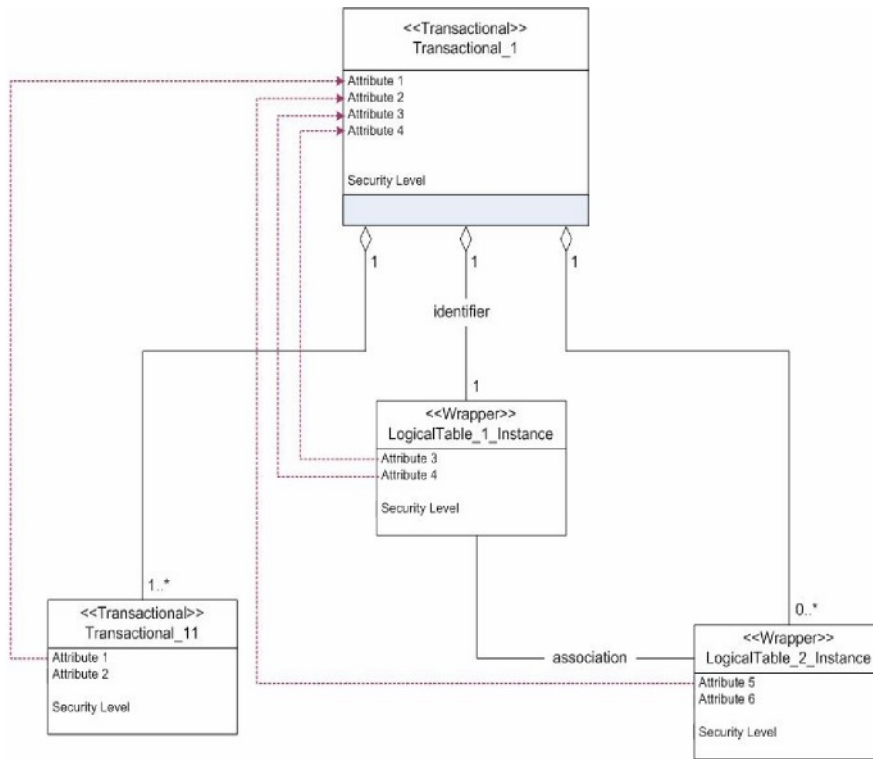 <<Transactional>>
Transactional_1
Attribute 1
Attribute 2
Attribute 3
Attribute 4
Security Level
1
1
1
identifier
1
<<Wrapper>>
LogicalTable_1_Instance
Attribute 3
Attribute 4
Security Level
1..*
<<Transactional>>
Transactional_11
Attribute 1
Attribute 2
Security Level
association
0..*
<<Wrapper>>
LogicalTable_2_Instance
Attribute 5
Attribute 6
Security Level